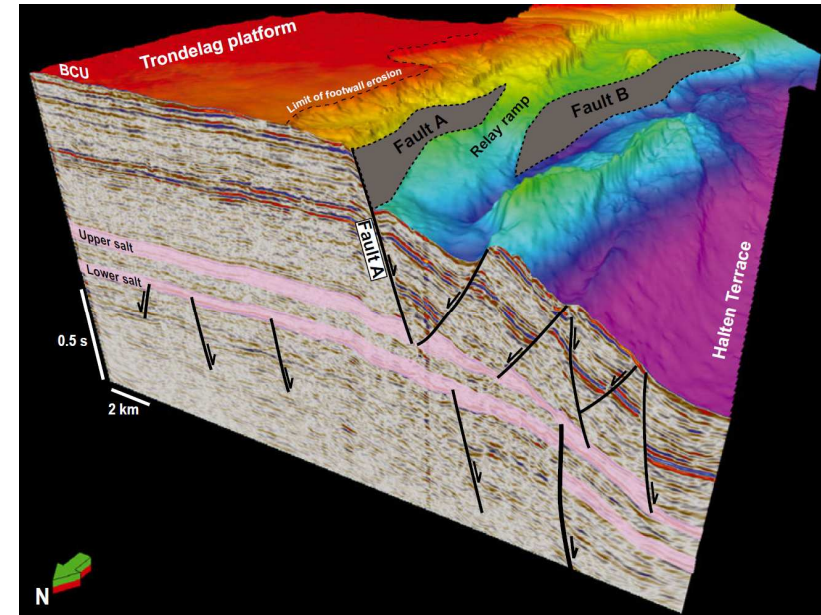 Trondelag platform
BCU
Limit of footwall erosion
Fault A
Relay ramp
Fault B
Fault A
Upper salt
Lower salt
Halten Terrace
0.5 s
2 km
N